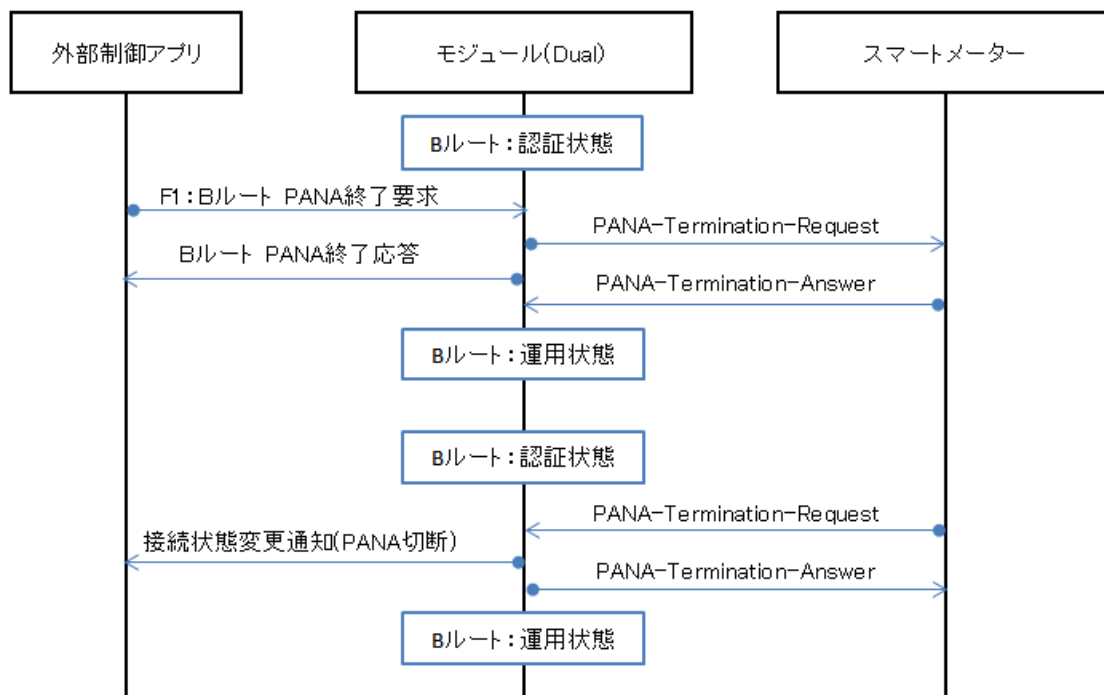 外部制御アプリ
モジュール(Dual)
スマートメーター
Bルート：認証状態
F1：Bルート PANA終了要求
PANA-Termination-Request
Bルート PANA終了応答
PANA-Termination-Answer
Bルート：運用状態
Bルート：認証状態
PANA-Termination-Request
接続状態変更通知(PANA切断)
PANA-Termination-Answer
Bルート：運用状態